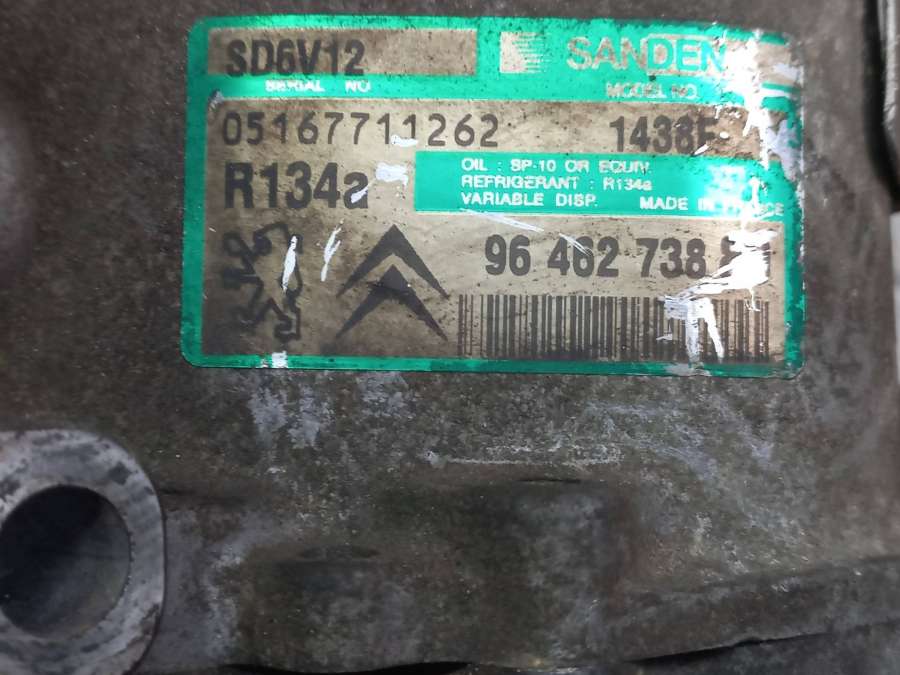 SD6V12 SANDEN
SERIAL NO MODEL NO.
05167711262 1438F
R134a
OIL : SP-10 OR EQUIV.
REFRIGERANT : R134a
VARIABLE DISP. MADE IN FRANCE
96 462 738